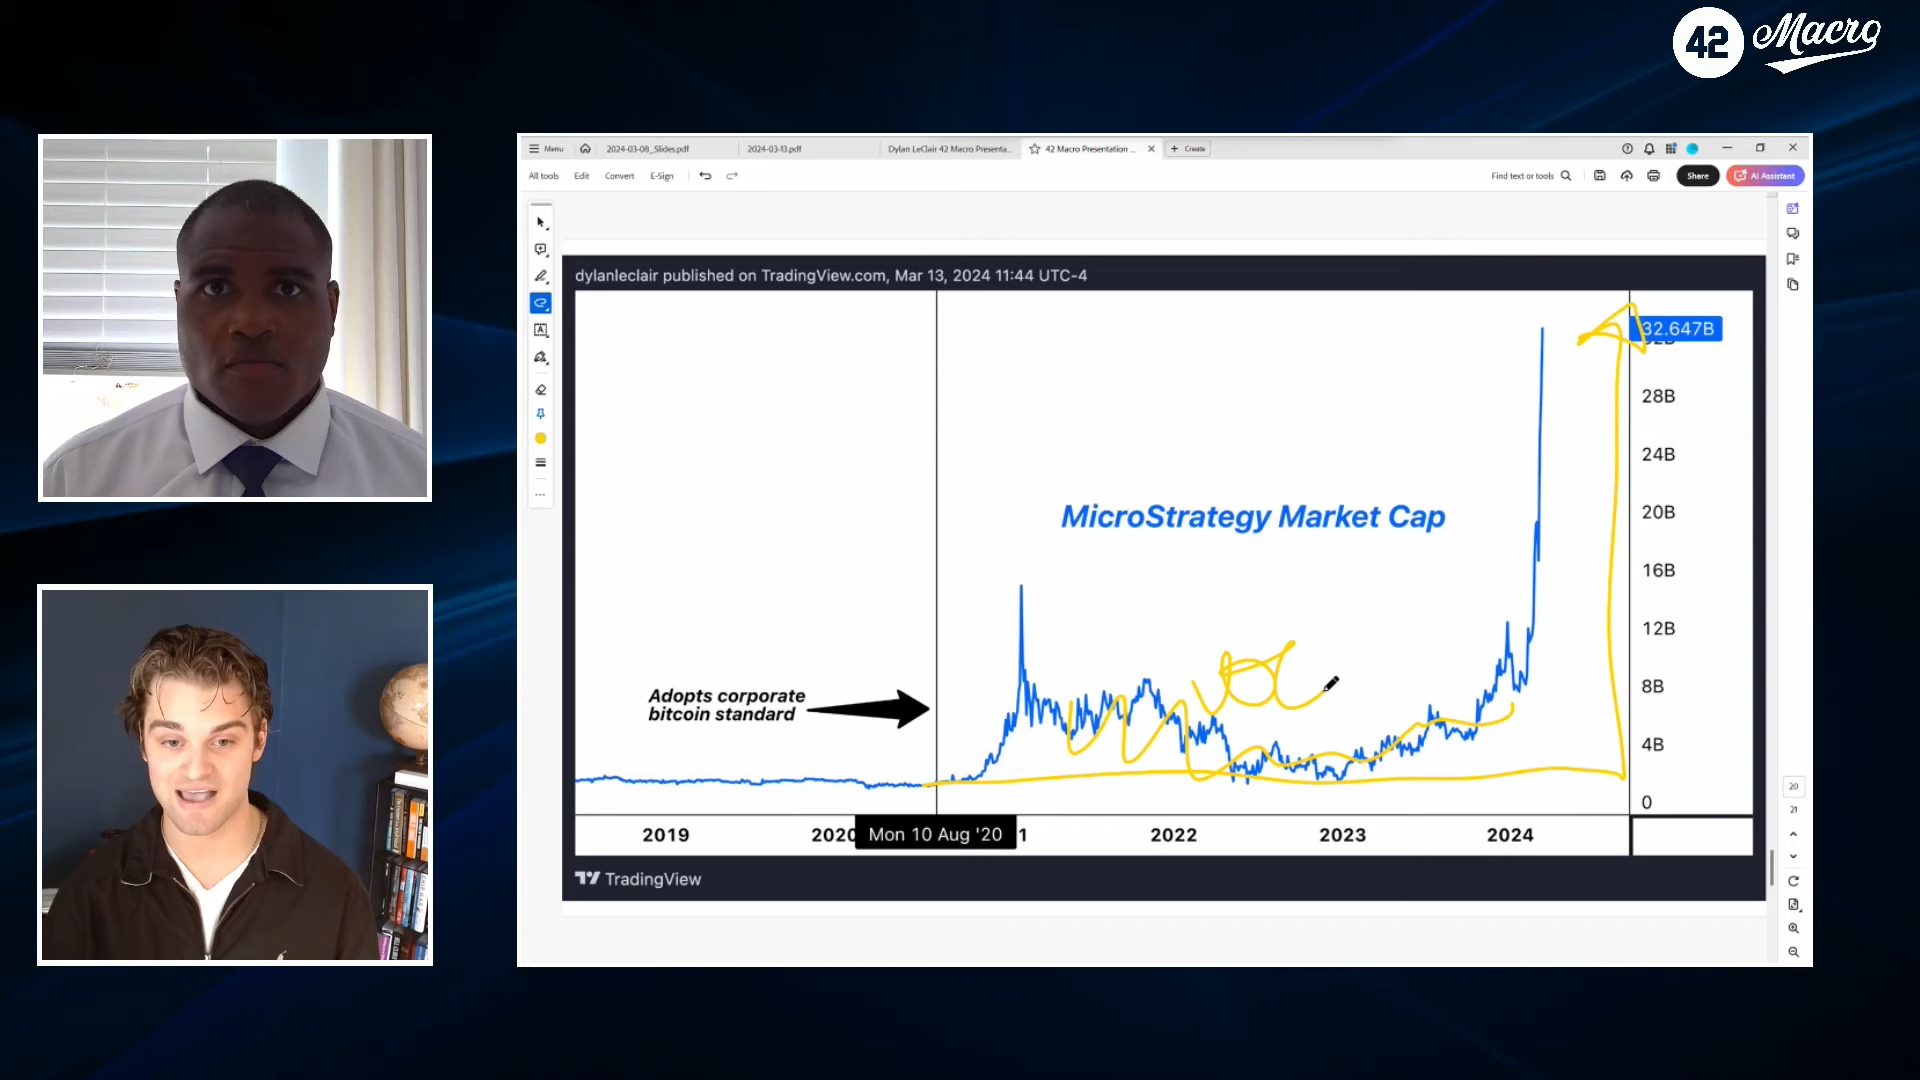 42 Macro
Menu
2024-03-08_Slides.pdf
2024-03-13.pdf
Dylan LeClair 42 Macro Presenta...
42 Macro Presentation ...
Create
All tools
Edit
Convert
E-Sign
Find text or tools
Share
AI Assistant
dylanleclair published on TradingView.com, Mar 13, 2024 11:44 UTC-4
32.647B
28B
24B
MicroStrategy Market Cap
20B
16B
12B
Adopts corporate
bitcoin standard
8B
vol
4B
0
2019
2020
Mon 10 Aug '20
1
2022
2023
2024
TradingView
20
21